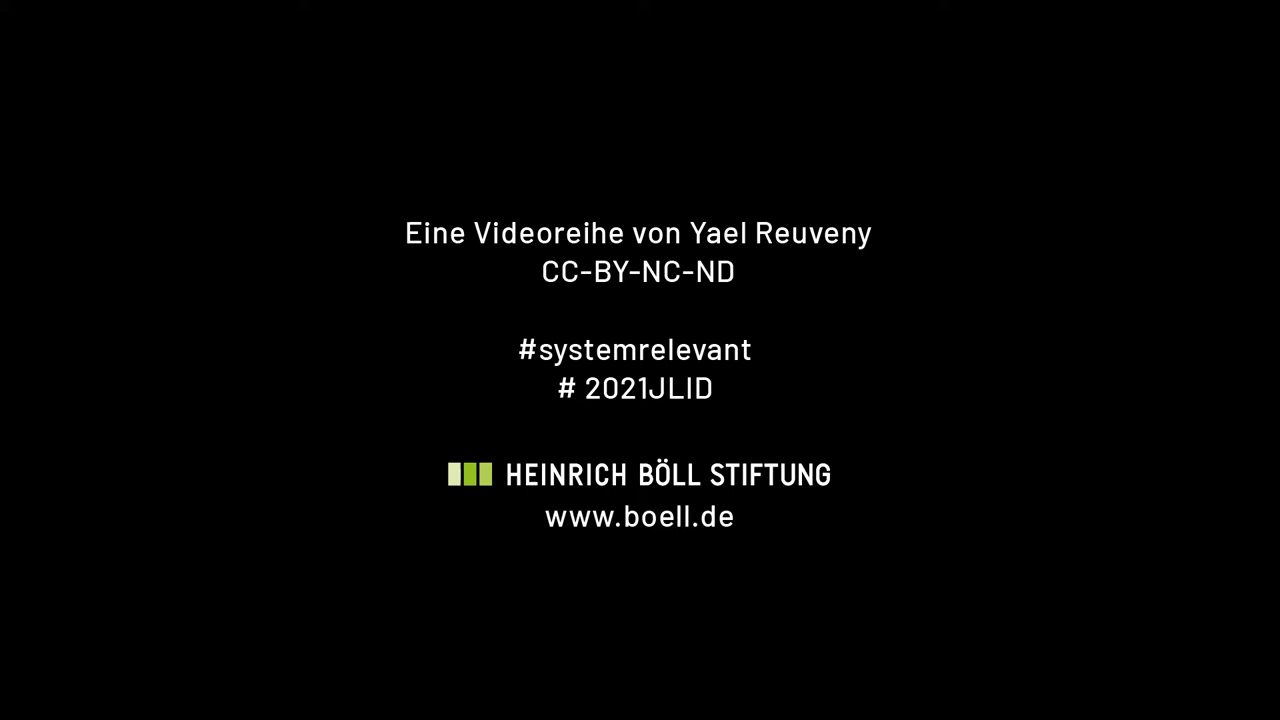 Eine Videoreihe von Yael Reuveny
CC-BY-NC-ND
#systemrelevant
# 2021JLID
HEINRICH BÖLL STIFTUNG
www.boell.de